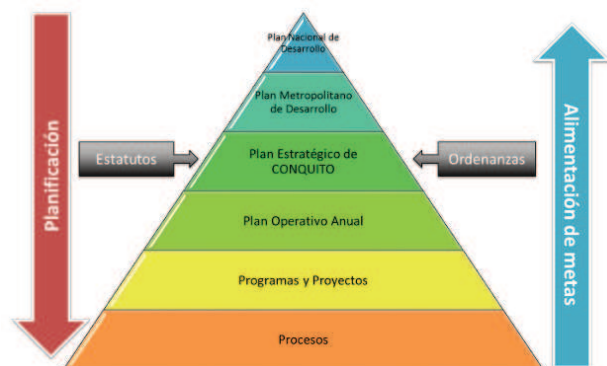 Plan Nacional de
Desarrollo
Plan Metropolitano
de Desarrollo
Estatutos
Plan Estratégico de
CONQUITO
Ordenanzas
Plan Operativo Anual
Programas y Proyectos
Procesos
Planificación
Alimentación de metas